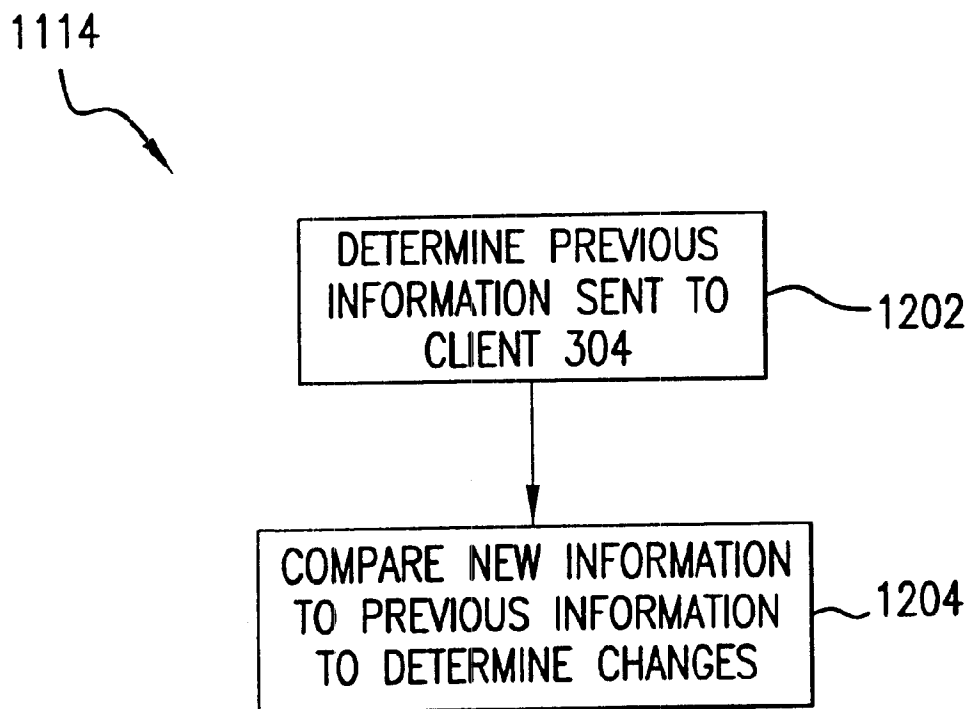 1114
DETERMINE PREVIOUS
INFORMATION SENT TO
CLIENT 304
1202
COMPARE NEW INFORMATION
TO PREVIOUS INFORMATION
TO DETERMINE CHANGES
1204